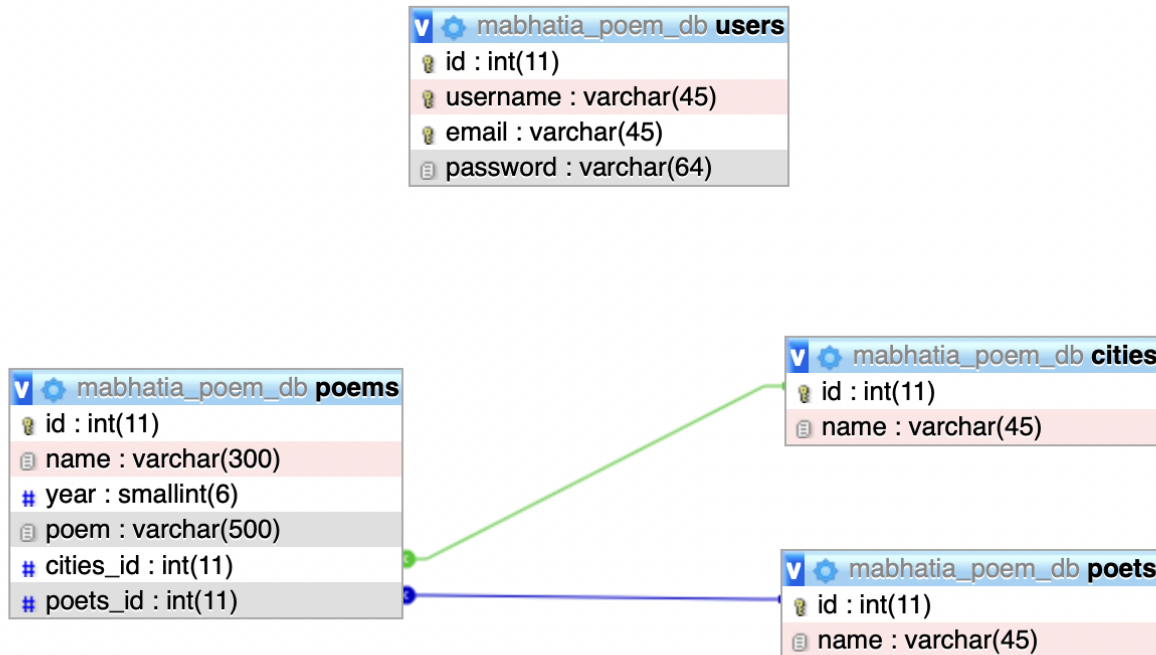 v mabhatia_poem_db users
id : int(11)
username : varchar(45)
email : varchar(45)
password : varchar(64)
v mabhatia_poem_db poems
id : int(11)
name : varchar(300)
# year : smallint(6)
poem : varchar(500)
# cities_id : int(11)
# poets_id : int(11)
v mabhatia_poem_db cities
id : int(11)
name : varchar(45)
v mabhatia_poem_db poets
id : int(11)
name : varchar(45)